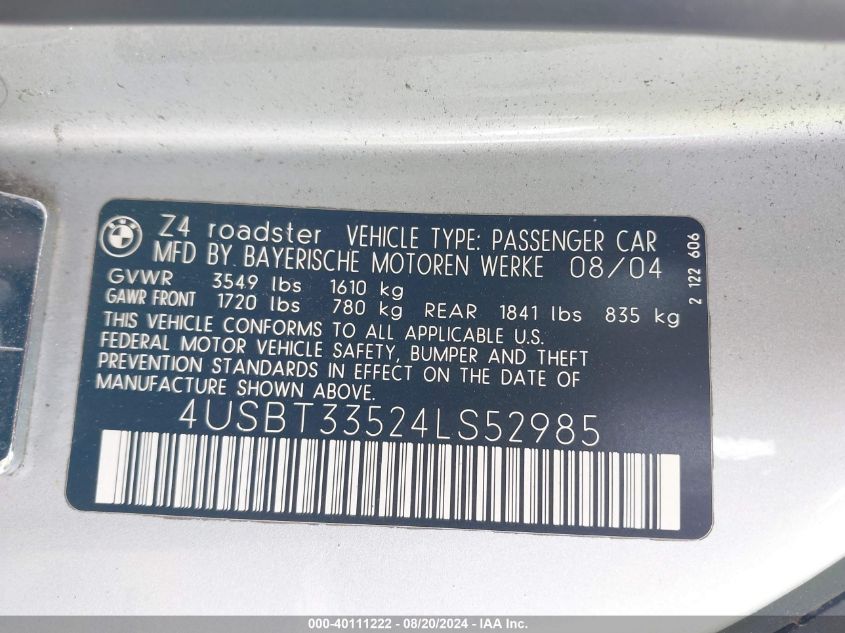 Z4 roadster VEHICLE TYPE: PASSENGER CAR
MFD BY BAYERISCHE MOTOREN WERKE 08/04
GVWR 3549 lbs 1610 kg
GAWR FRONT 1720 lbs 780 kg REAR 1841 lbs 835 kg
THIS VEHICLE CONFORMS TO ALL APPLICABLE U.S.
FEDERAL MOTOR VEHICLE SAFETY, BUMPER AND THEFT
PREVENTION STANDARDS IN EFFECT ON THE DATE OF
MANUFACTURE SHOWN ABOVE.
4USBT33524LS52985
2 122 606
000-40111222 - 08/20/2024 - IAA Inc.